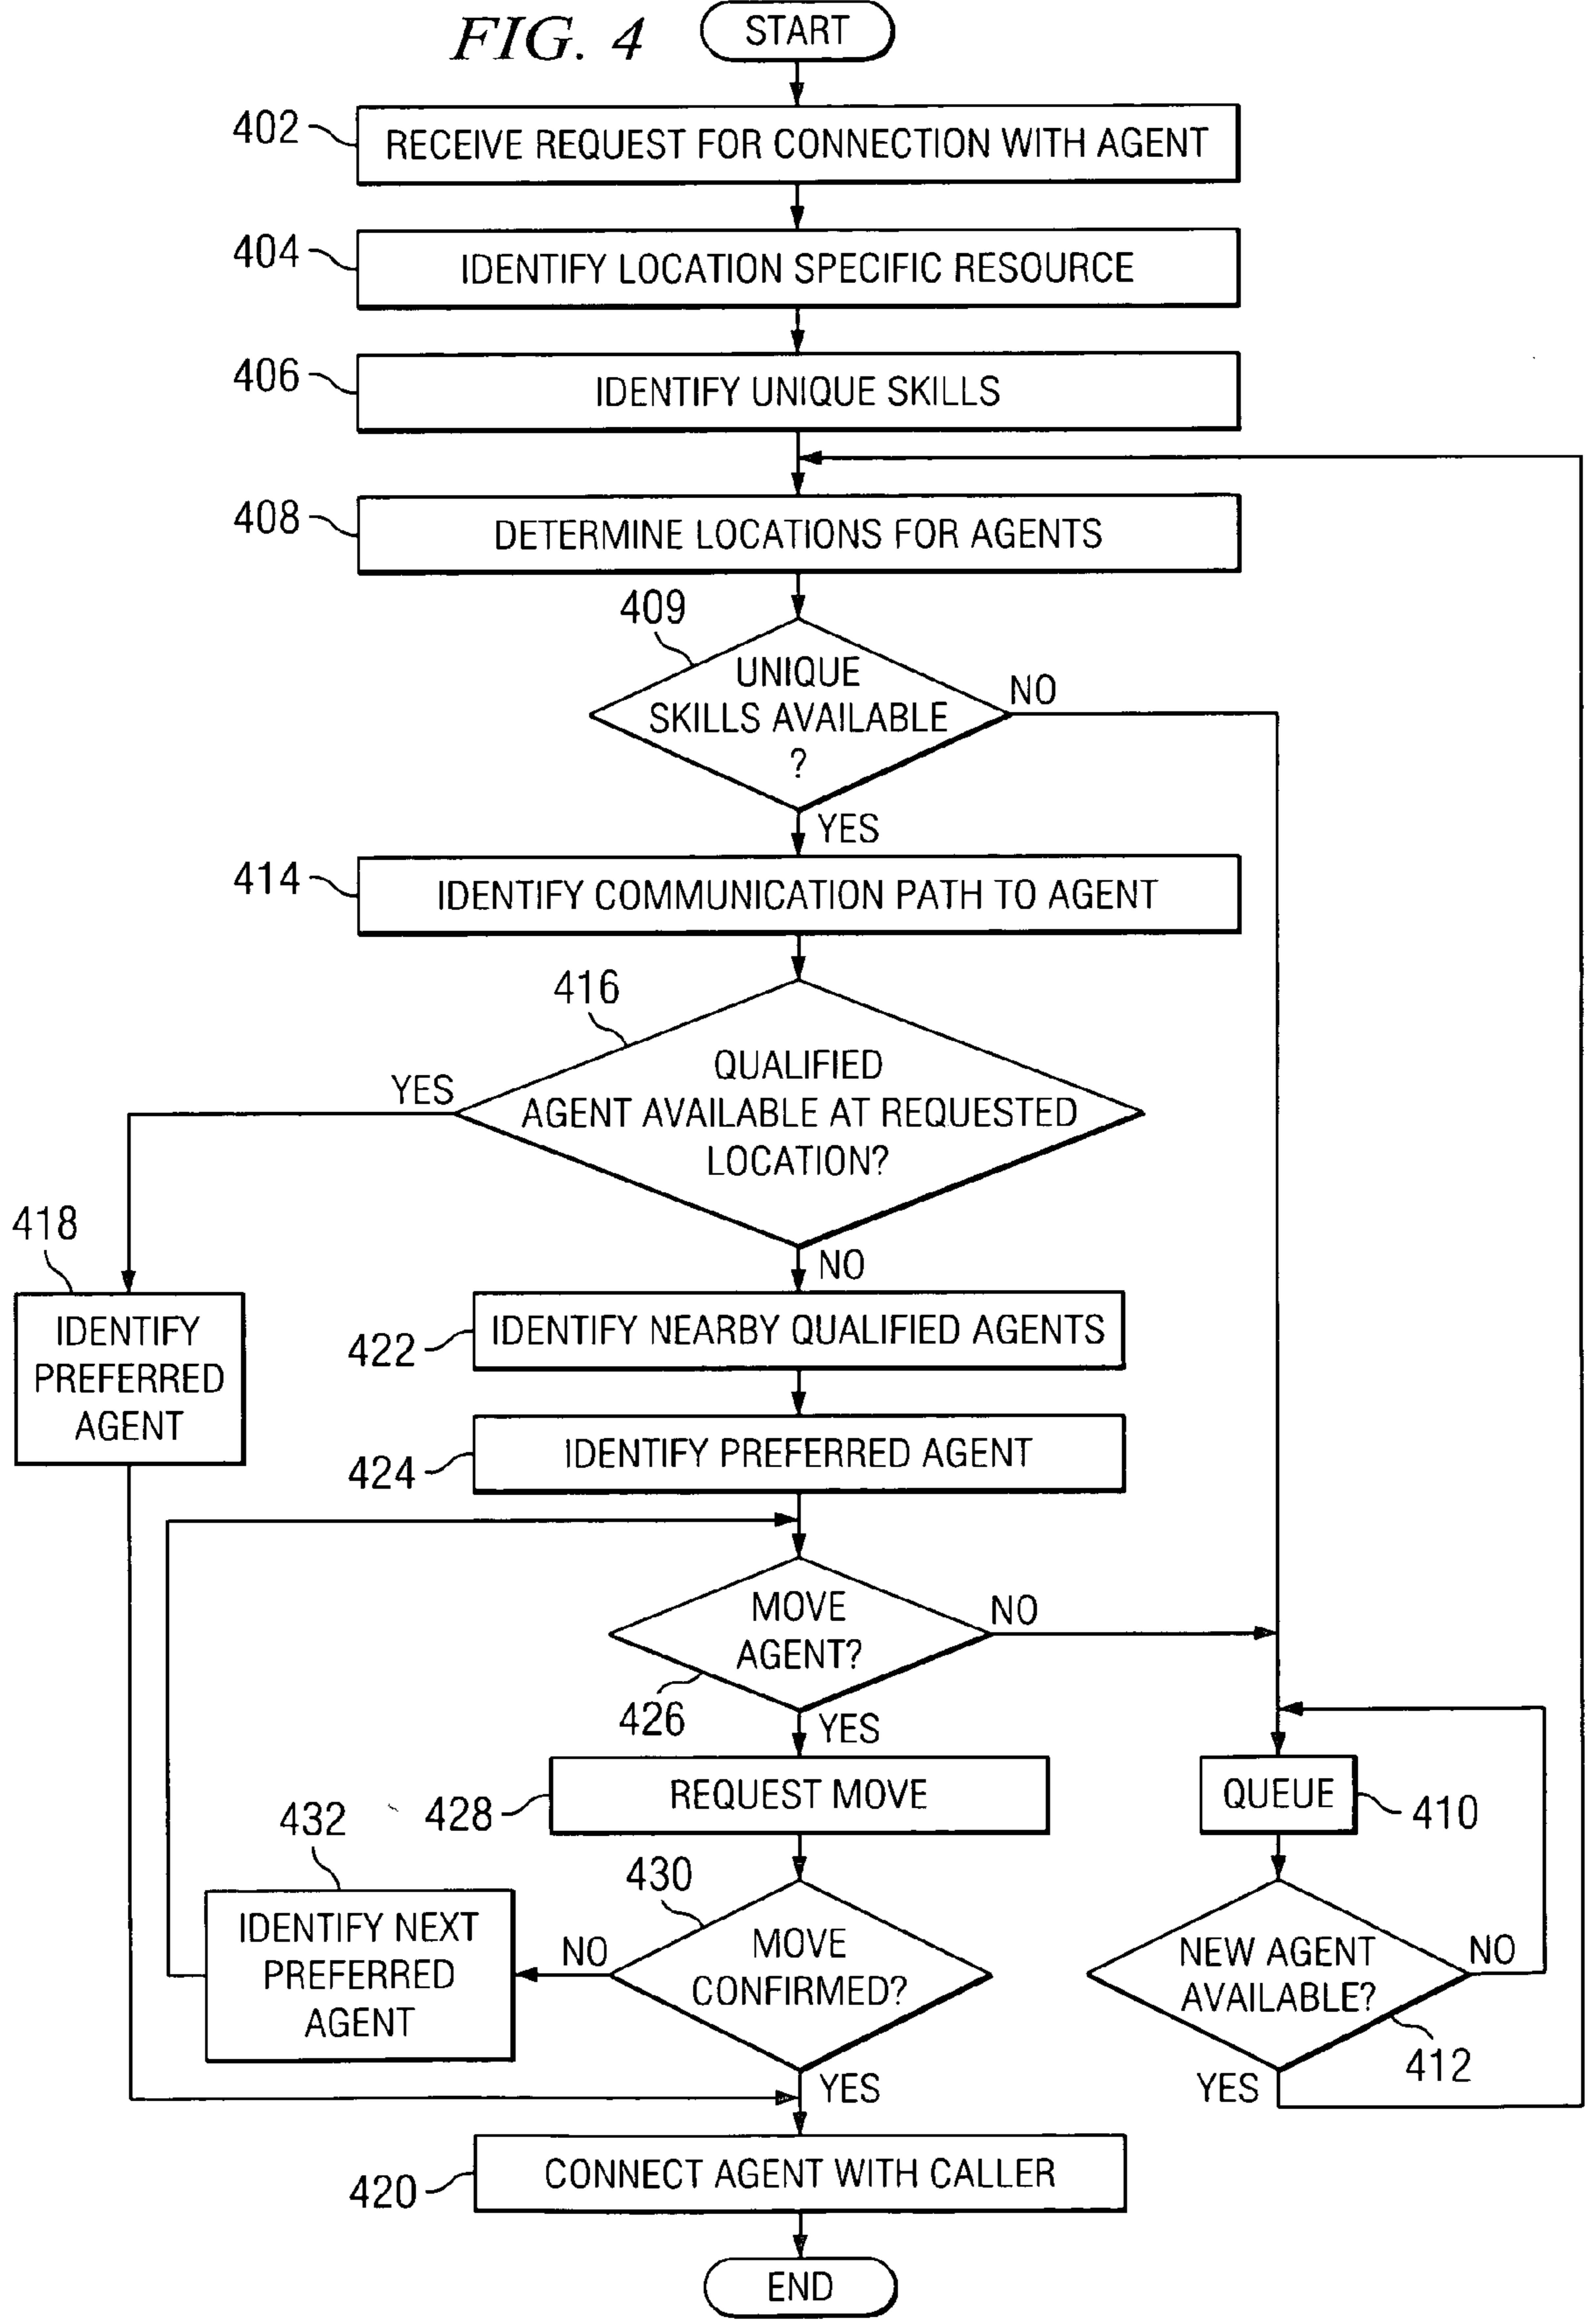 FIG. 4
START
402
RECEIVE REQUEST FOR CONNECTION WITH AGENT
404
IDENTIFY LOCATION SPECIFIC RESOURCE
406
IDENTIFY UNIQUE SKILLS
408
DETERMINE LOCATIONS FOR AGENTS
409
UNIQUE
SKILLS AVAILABLE
?
NO
YES
414
IDENTIFY COMMUNICATION PATH TO AGENT
416
QUALIFIED
AGENT AVAILABLE AT REQUESTED
LOCATION?
YES
NO
418
IDENTIFY
PREFERRED
AGENT
422
IDENTIFY NEARBY QUALIFIED AGENTS
424
IDENTIFY PREFERRED AGENT
MOVE
AGENT?
NO
426
YES
428
REQUEST MOVE
QUEUE
410
432
IDENTIFY NEXT
PREFERRED
AGENT
430
MOVE
CONFIRMED?
NO
YES
NEW AGENT
AVAILABLE?
NO
412
YES
420
CONNECT AGENT WITH CALLER
END